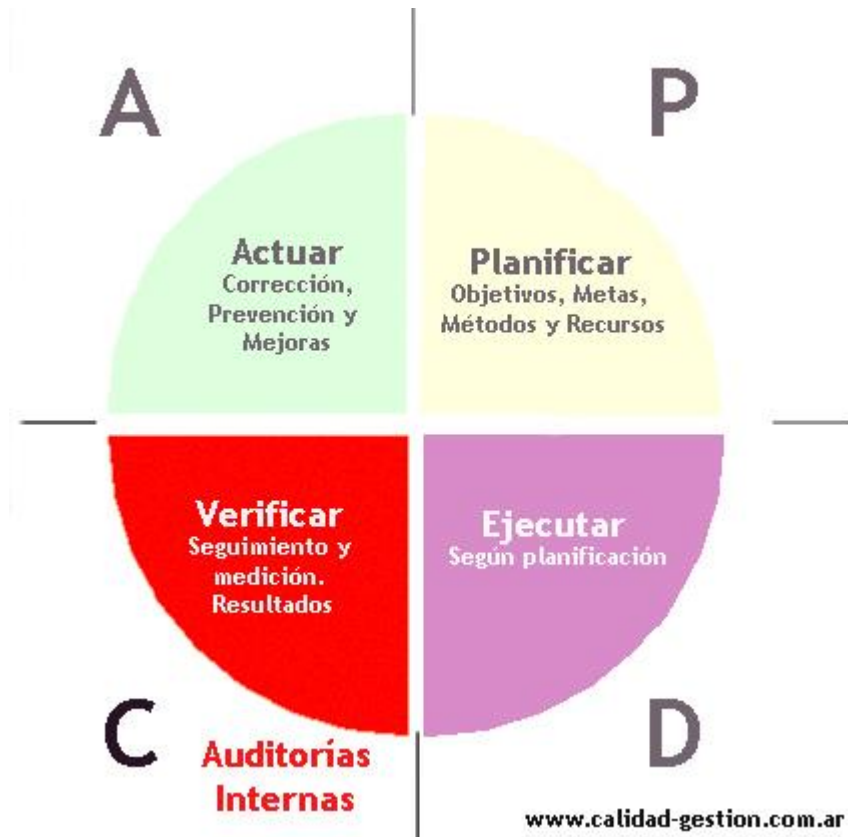 A
P
Actuar
Corrección,
Prevención y
Mejoras
Planificar
Objetivos, Metas,
Métodos y Recursos
Verificar
Seguimiento y
medición.
Resultados
Ejecutar
Según planificación
C
Auditorías
Internas
D
www.calidad-gestion.com.ar